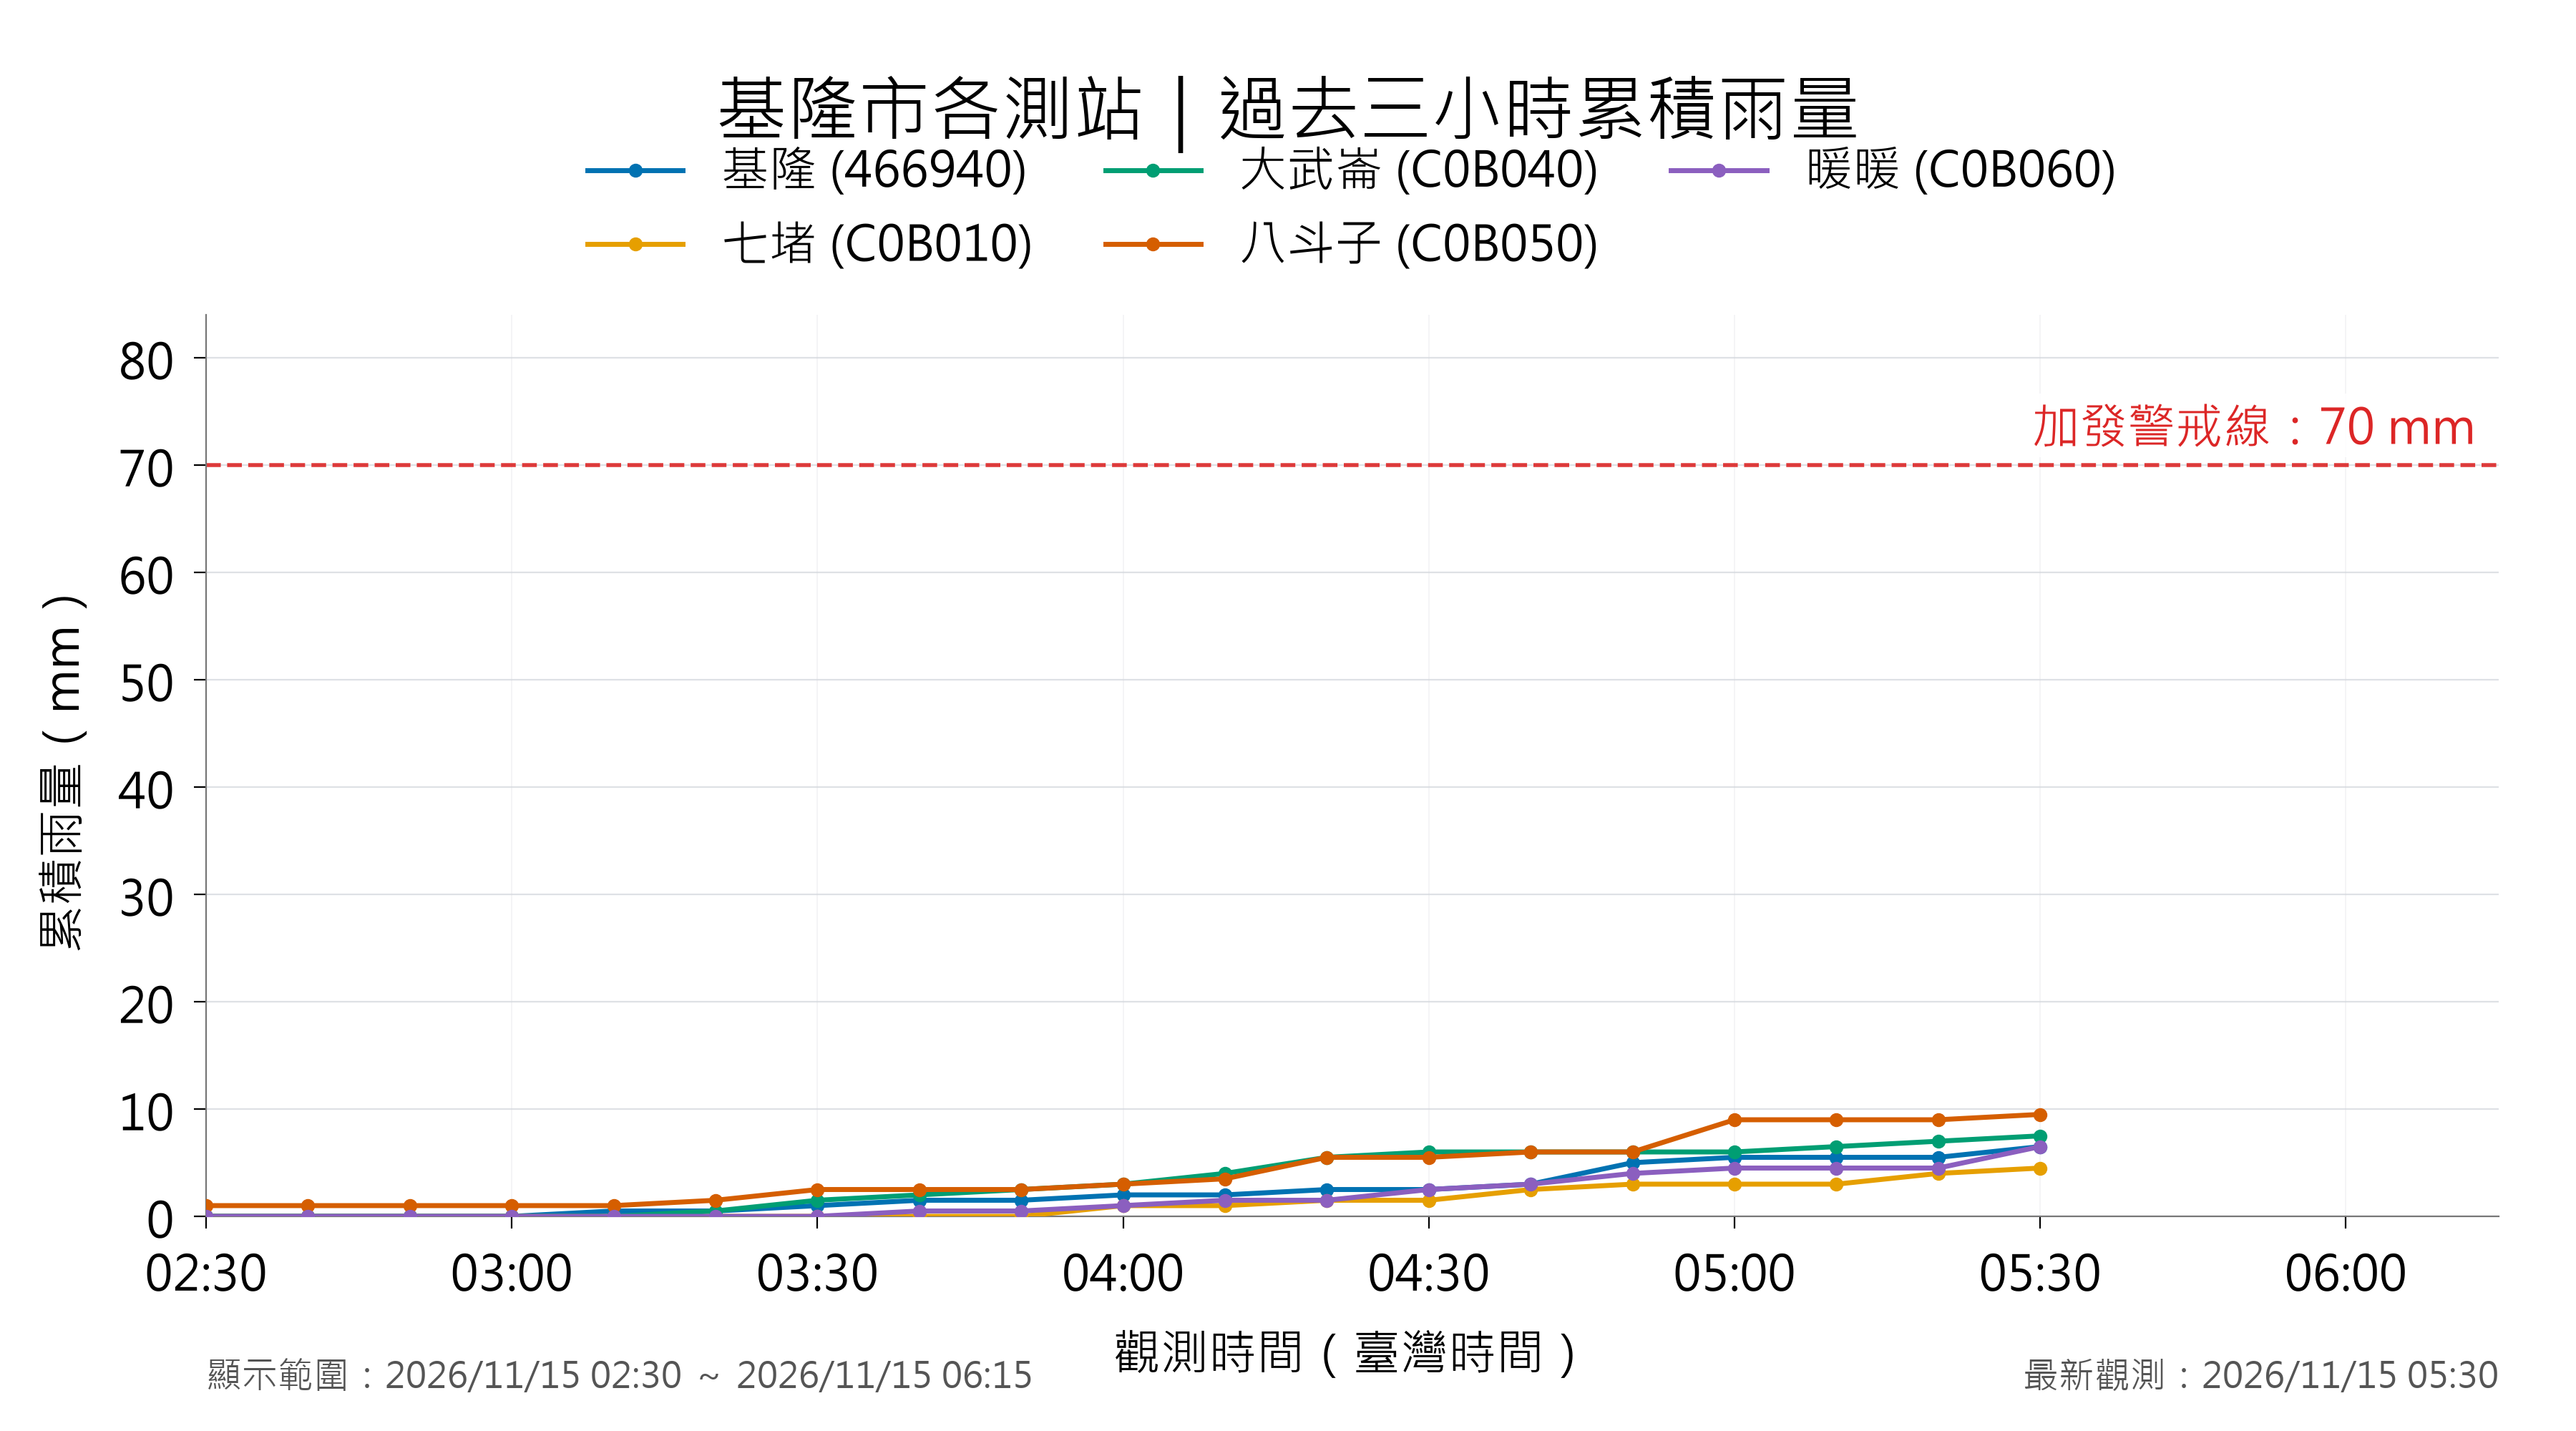 基隆市各測站｜過去三小時累積雨量
基隆 (466940) 大武崙 (C0B040) 暖暖 (C0B060)
七堵 (C0B010) 八斗子 (C0B050)
累積雨量（mm）
80
70
60
50
40
30
20
10
0
加發警戒線：70 mm
02:30 03:00 03:30 04:00 04:30 05:00 05:30 06:00
觀測時間（臺灣時間）
顯示範圍：2026/11/15 02:30 ~ 2026/11/15 06:15
最新觀測：2026/11/15 05:30